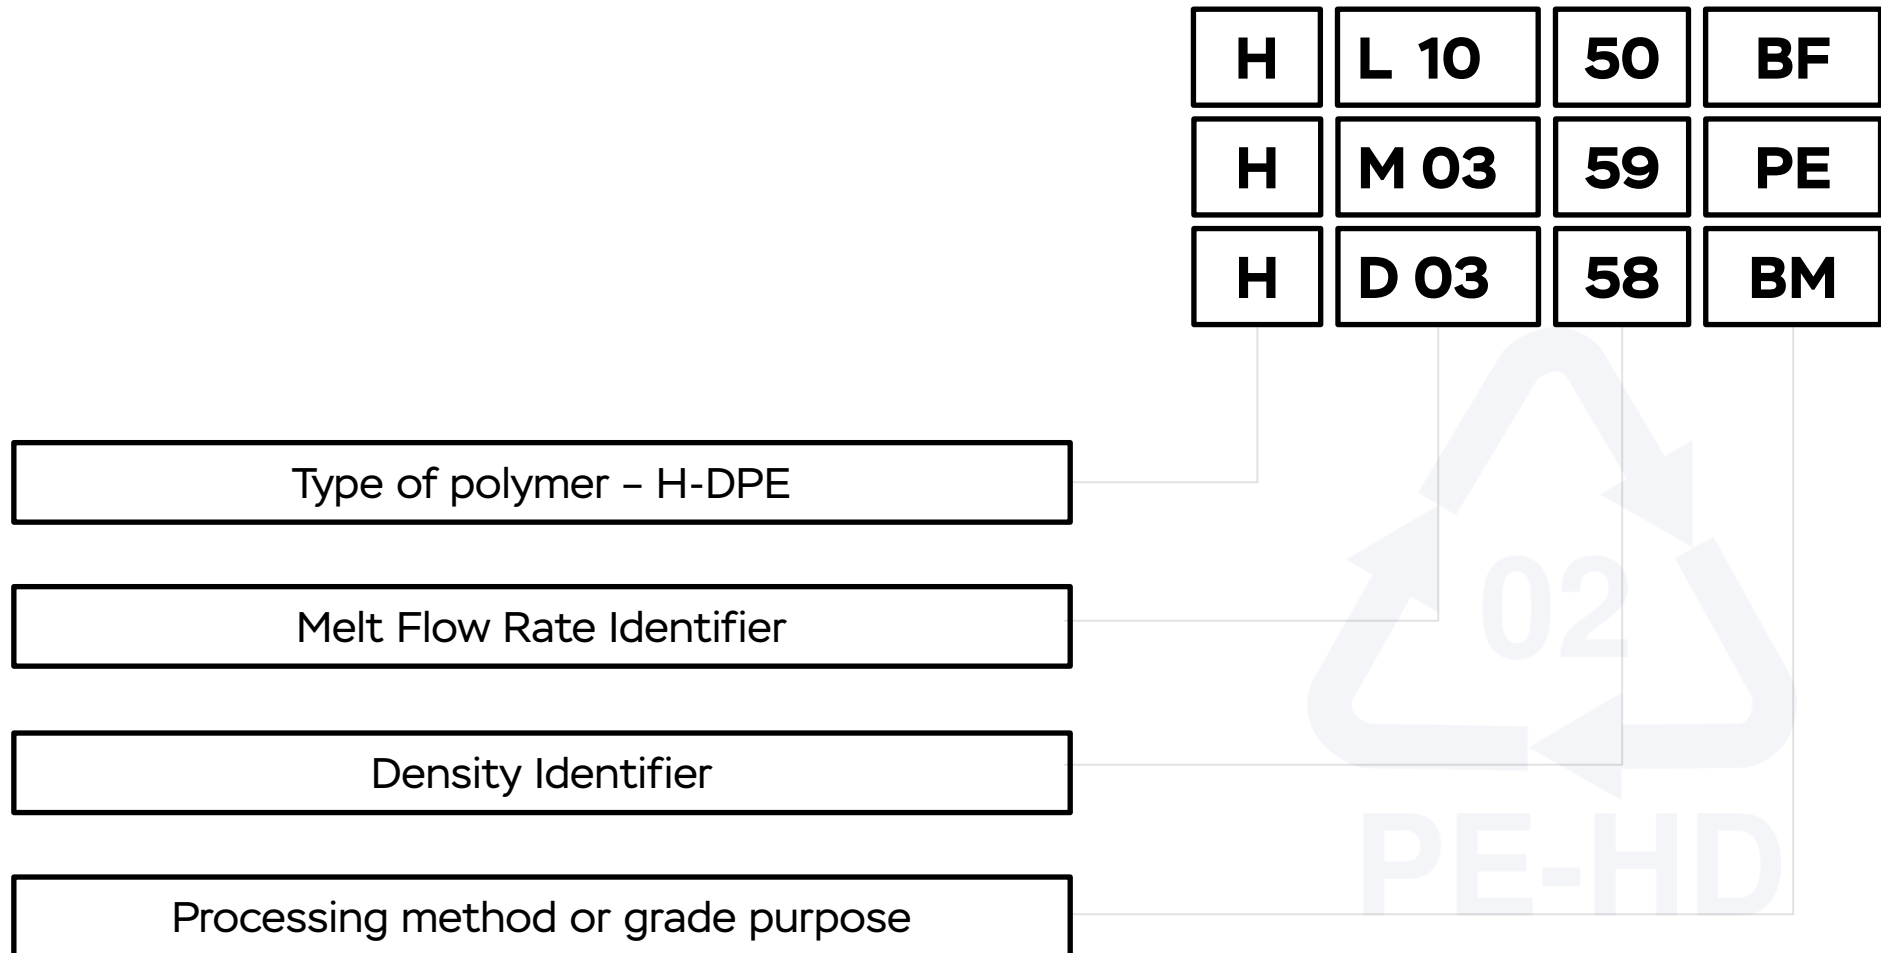 H L 10 50 BF
H M 03 59 PE
H D 03 58 BM
Type of polymer – H-DPE
Melt Flow Rate Identifier
02
Density Identifier
PE-HD
Processing method or grade purpose